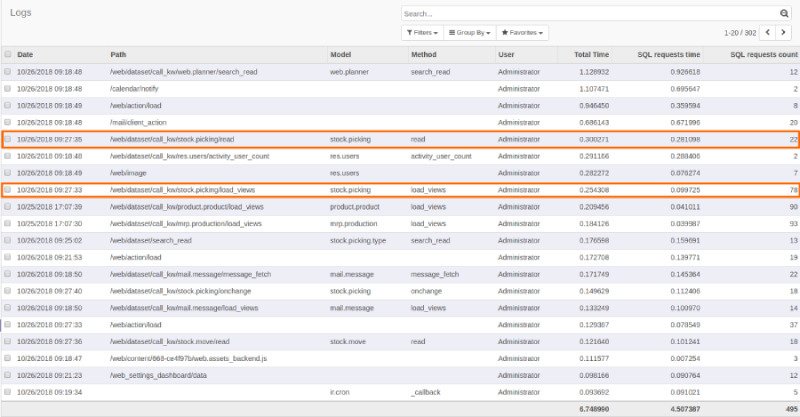 Logs
Search...
Filters Group By Favorites 1-20 / 302
Date Path Model Method User Total Time SQL requests time SQL requests count
10/26/2018 09:18:48 /web/dataset/call_kw/web.planner/search_read web.planner search_read Administrator 1.128932 0.926618 12
10/26/2018 09:18:48 /calendar/notify Administrator 1.107471 0.695647 2
10/26/2018 09:18:49 /web/action/load Administrator 0.946450 0.359594 8
10/26/2018 09:18:48 /mail/client_action Administrator 0.686143 0.671996 20
10/26/2018 09:27:35 /web/dataset/call_kw/stock.picking/read stock.picking read Administrator 0.300271 0.281098 22
10/26/2018 09:18:48 /web/dataset/call_kw/res.users/activity_user_count res.users activity_user_count Administrator 0.291166 0.268406 2
10/26/2018 09:18:49 /web/image res.users Administrator 0.282272 0.076274 7
10/26/2018 09:27:33 /web/dataset/call_kw/stock.picking/load_views stock.picking load_views Administrator 0.254308 0.099725 78
10/25/2018 17:07:39 /web/dataset/call_kw/product.product/load_views product.product load_views Administrator 0.209456 0.041011 90
10/25/2018 17:07:30 /web/dataset/call_kw/mrp.production/load_views mrp.production load_views Administrator 0.184126 0.039987 93
10/26/2018 09:25:02 /web/dataset/search_read stock.picking.type search_read Administrator 0.176598 0.159691 13
10/26/2018 09:21:53 /web/action/load Administrator 0.172708 0.139771 19
10/26/2018 09:18:50 /web/dataset/call_kw/mail.message/message_fetch mail.message message_fetch Administrator 0.171749 0.145364 22
10/26/2018 09:27:40 /web/dataset/call_kw/stock.picking/onchange stock.picking onchange Administrator 0.149629 0.112406 18
10/26/2018 09:18:50 /web/dataset/call_kw/mail.message/load_views mail.message load_views Administrator 0.133249 0.100970 14
10/26/2018 09:27:33 /web/action/load Administrator 0.129387 0.078549 37
10/26/2018 09:27:36 /web/dataset/call_kw/stock.move/read stock.move read Administrator 0.121640 0.101241 18
10/26/2018 09:18:47 /web/content/668-ce4f97b/web.assets_backend.js Administrator 0.111577 0.007254 3
10/26/2018 09:21:23 /web_settings_dashboard/data Administrator 0.098166 0.090764 12
10/26/2018 09:19:34 ir.cron _callback Administrator 0.093692 0.091021 5
6.748990 4.507387 495